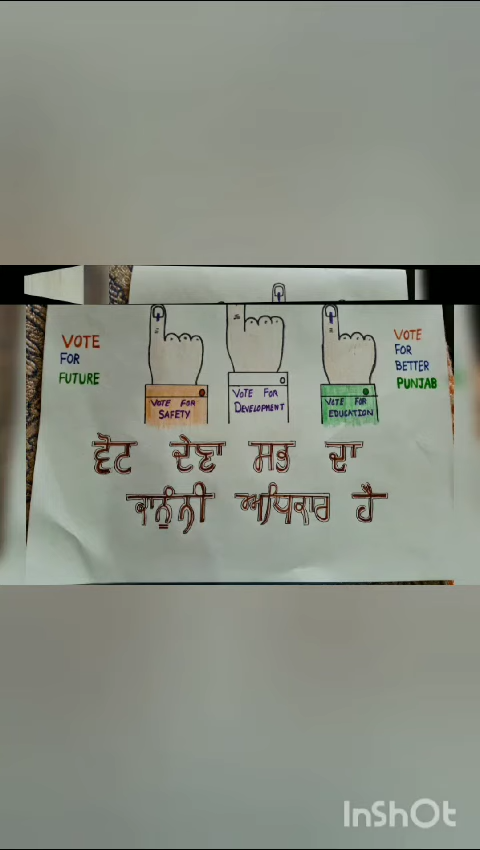 VOTE
FOR
FUTURE
VOTE FOR
SAFETY
VOTE FOR
DEVELOPMENT
VOTE FOR
EDUCATION
VOTE
FOR
BETTER
PUNJAB
ਵੋਟ ਦੇਣਾ ਸਭ ਦਾ
ਕਾਨੂੰਨੀ ਅਧਿਕਾਰ ਹੈ
InShOt